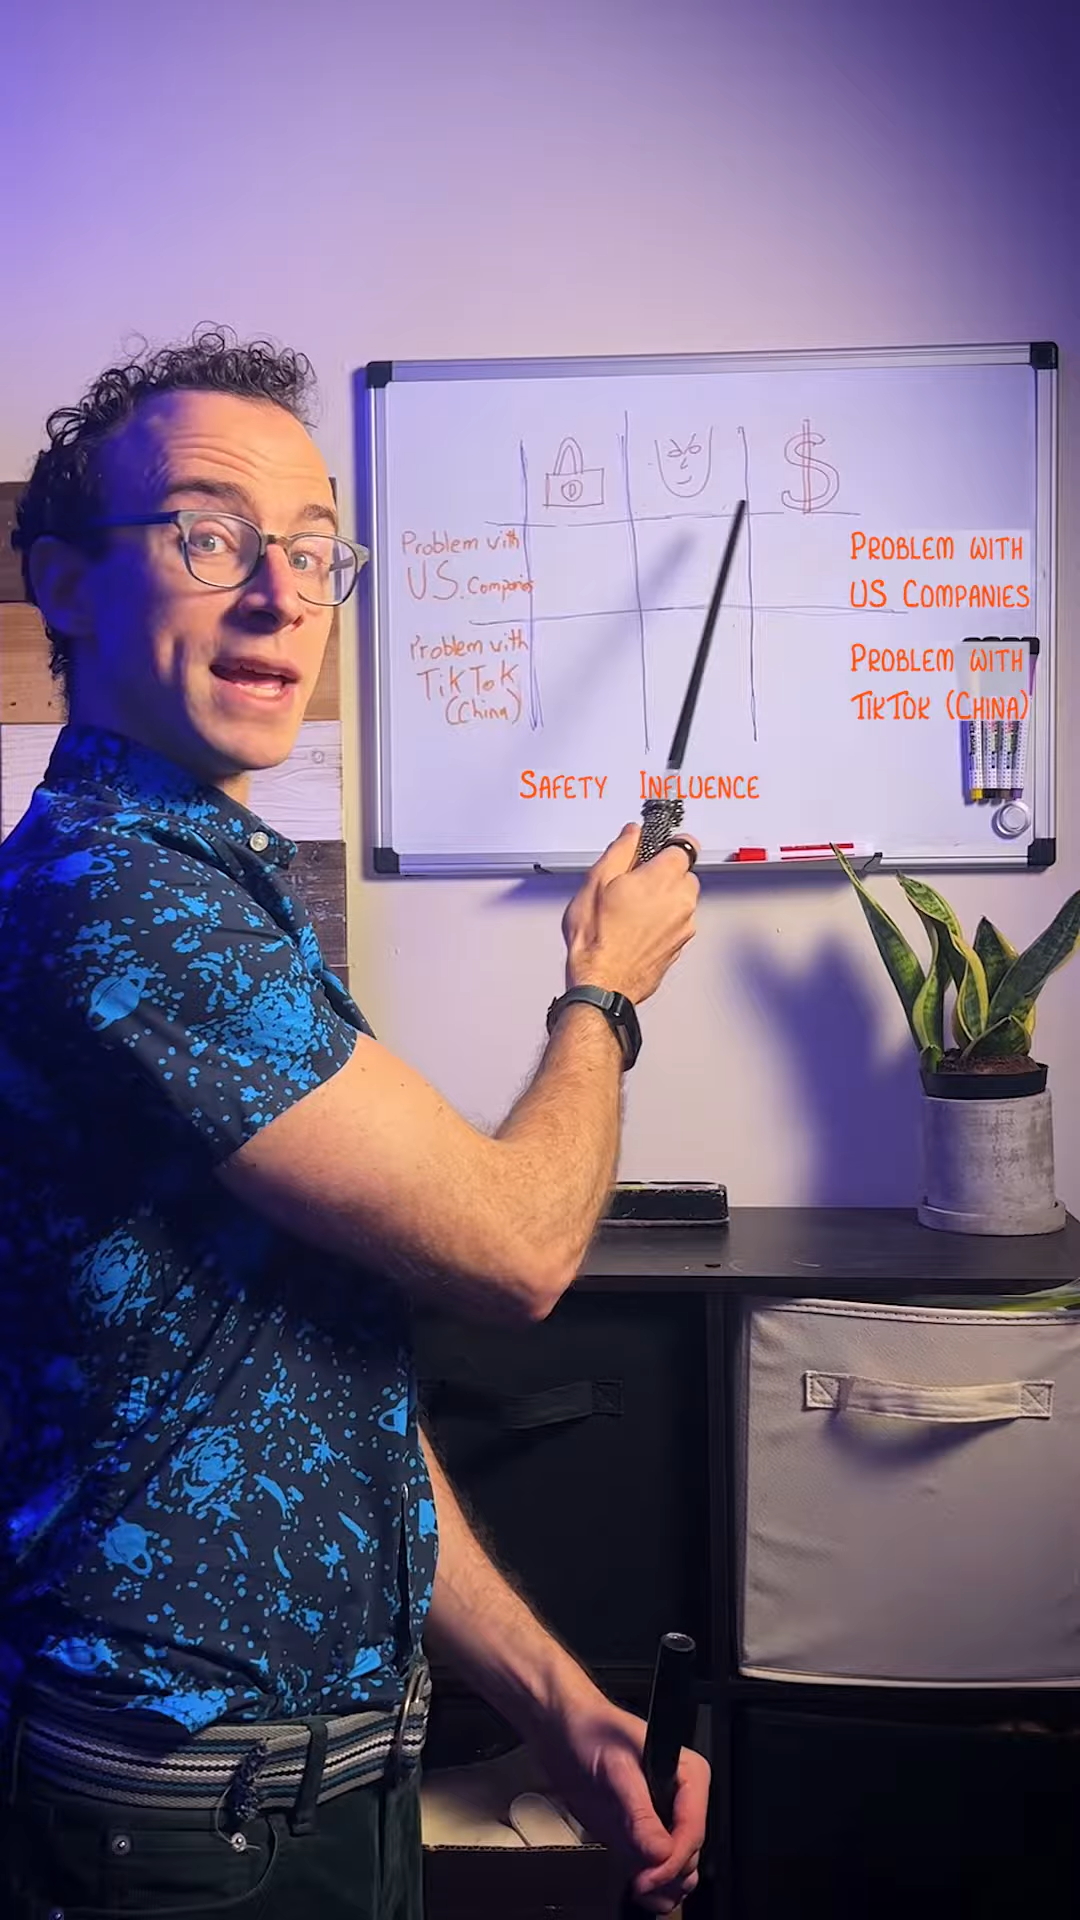 Problem with
U.S. Companies
Problem with
TikTok
(China)
$
PROBLEM WITH
US COMPANIES
PROBLEM WITH
TIKTOK (CHINA)
SAFETY INFLUENCE